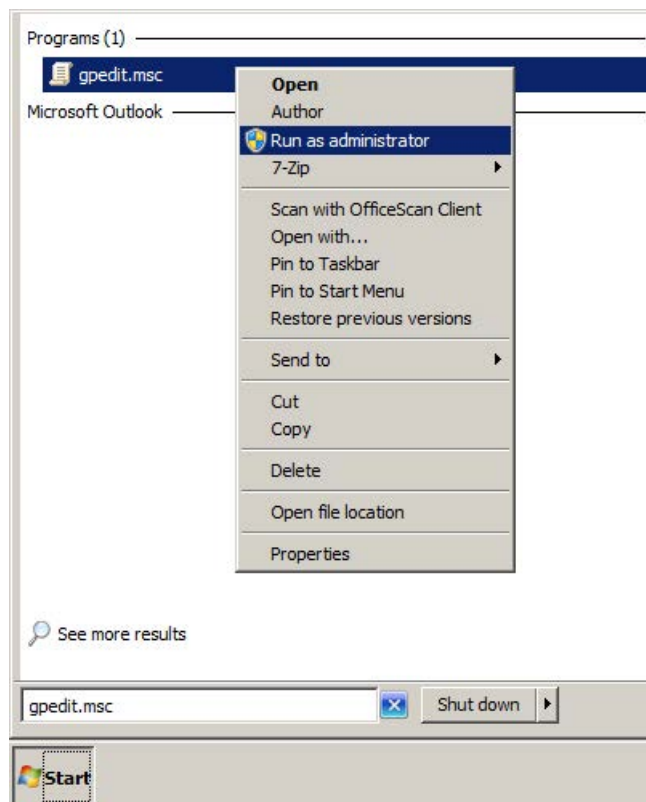 Programs (1)
gpedit.msc
Microsoft Outlook
Open
Author
Run as administrator
7-Zip
Scan with OfficeScan Client
Open with...
Pin to Taskbar
Pin to Start Menu
Restore previous versions
Send to
Cut
Copy
Delete
Open file location
Properties
See more results
gpedit.msc
Shut down
Start